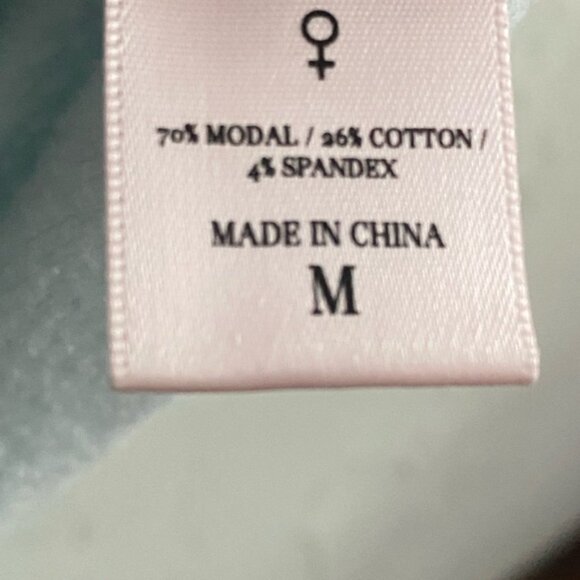 70% MODAL / 26% COTTON /
4% SPANDEX
MADE IN CHINA
M